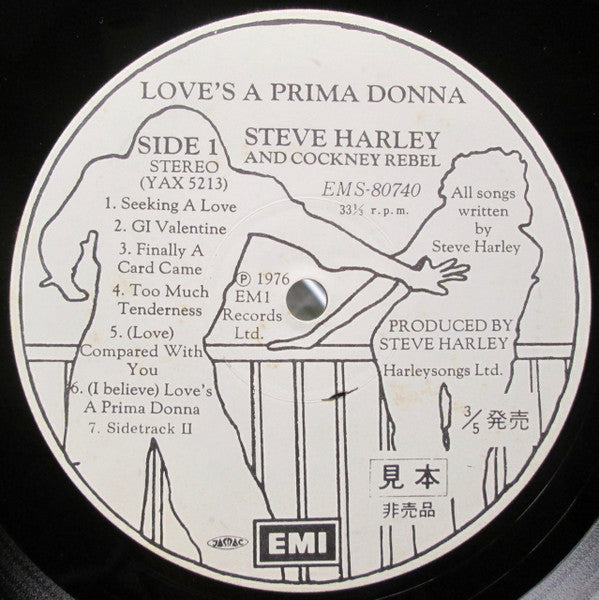 LOVE'S A PRIMA DONNA
SIDE 1
STEREO
(YAX 5213)
1. Seeking A Love
2. GI Valentine
3. Finally A
Card Came
4. Too Much
Tenderness
5. (Love)
Compared With
You
6. (I believe) Love's
A Prima Donna
7. Sidetrack II
STEVE HARLEY
AND COCKNEY REBEL
EMS-80740
33⅓ r.p.m.
All songs
written
by
Steve Harley
Ⓟ 1976
EM1
Records
Ltd.
PRODUCED BY
STEVE HARLEY
Harleysongs Ltd.
3/5 発売
見本
非売品
JASRAC
EMI